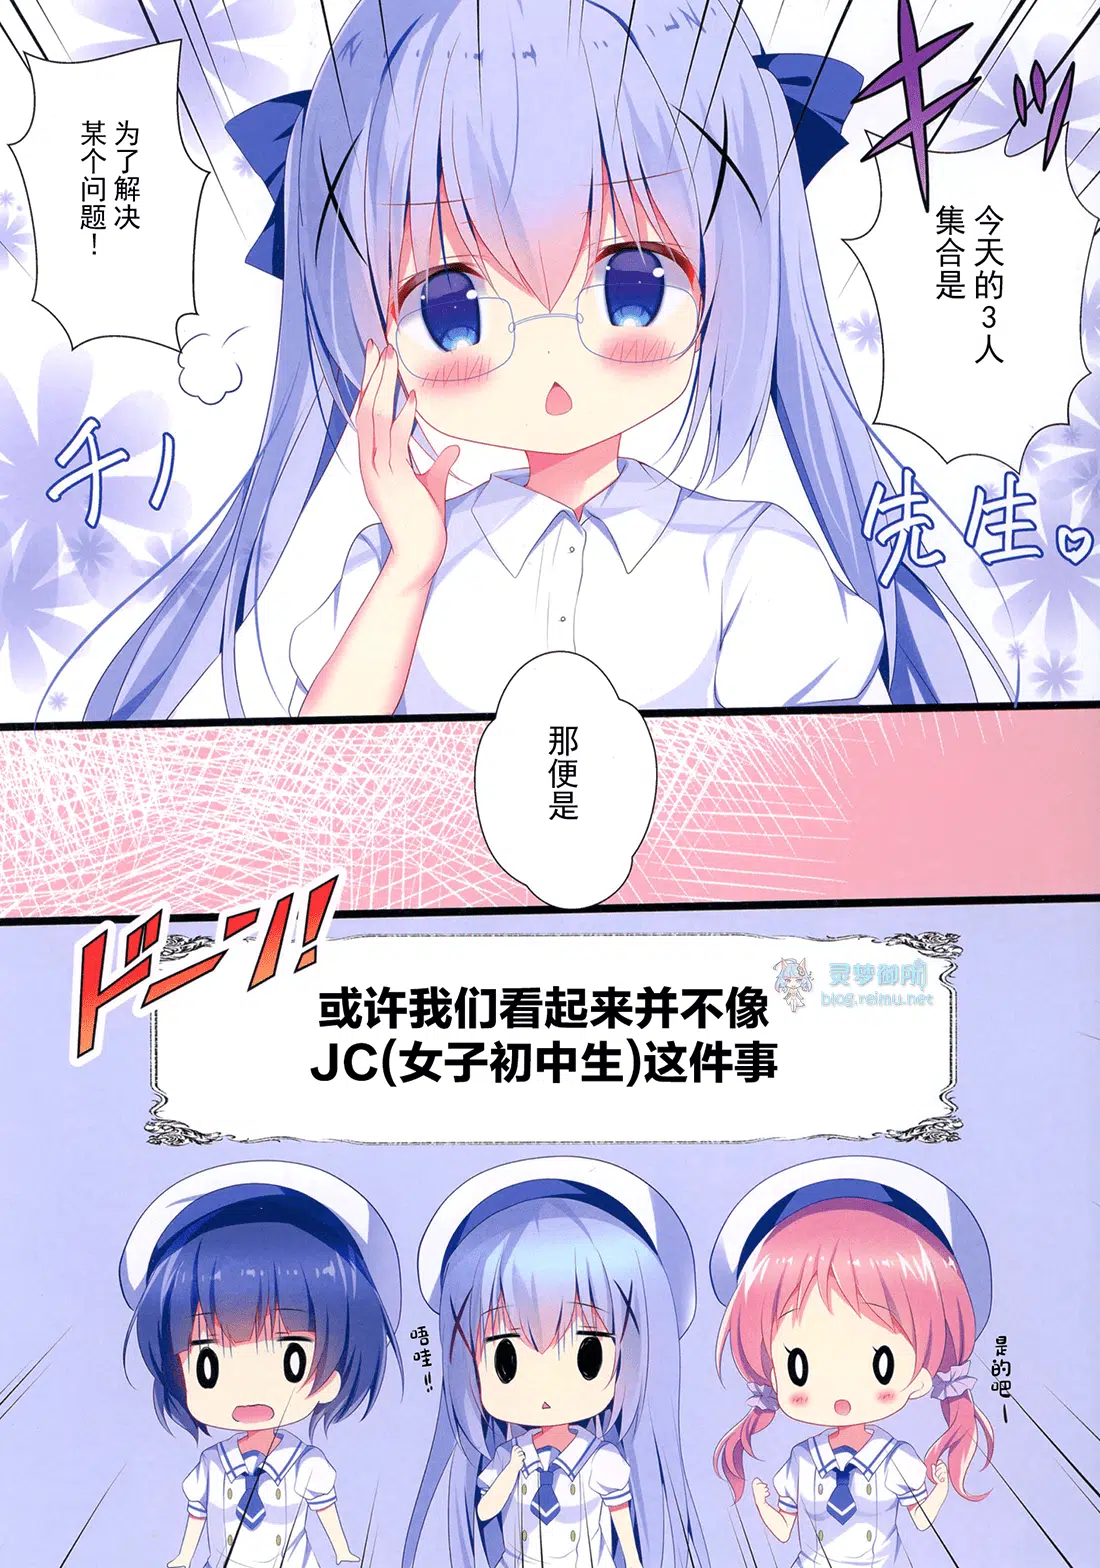 今天的3人
集合是
キッ
为了解决
某个问题!
チノ
先生。
那便是
ドーン!
灵梦御所
blog.reimu.net
或许我们看起来并不像
JC(女子初中生)这件事
唔哇!!
是的吧~